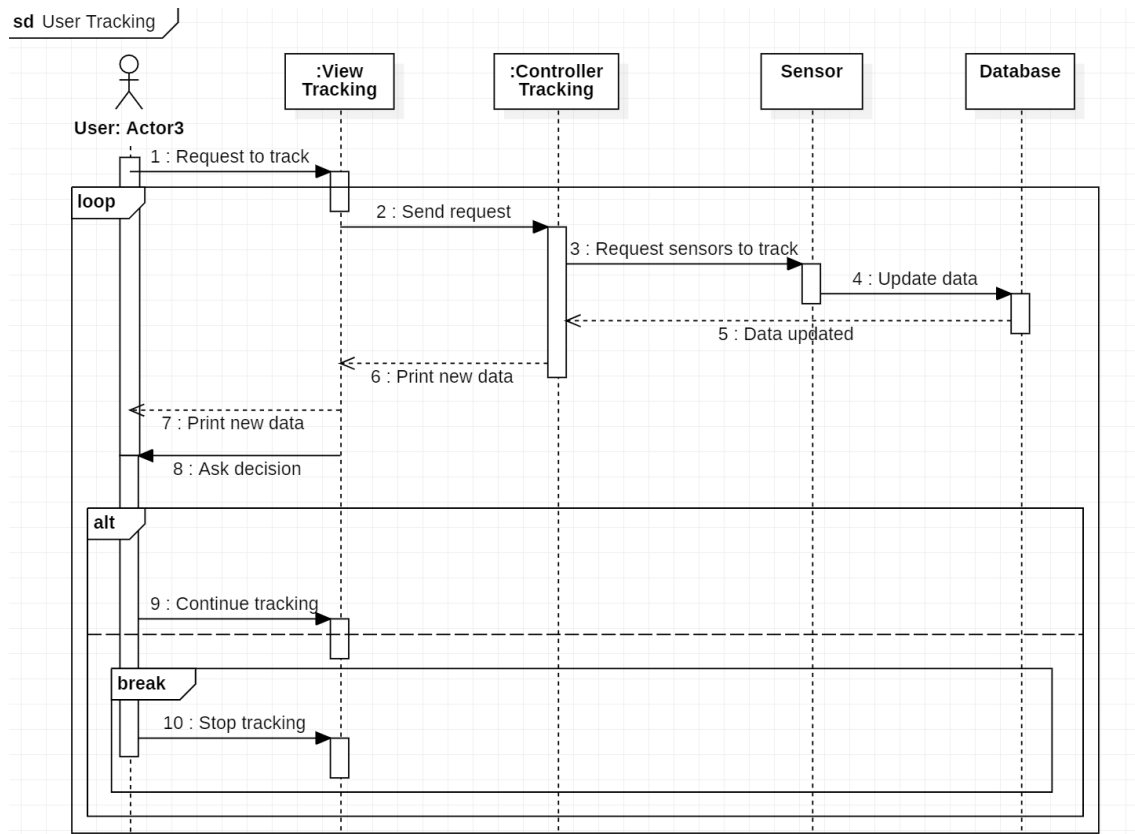 sd User Tracking
:View
Tracking
:Controller
Tracking
Sensor
Database
User: Actor3
1 : Request to track
loop
2 : Send request
3 : Request sensors to track
4 : Update data
5 : Data updated
6 : Print new data
7 : Print new data
8 : Ask decision
alt
9 : Continue tracking
break
10 : Stop tracking